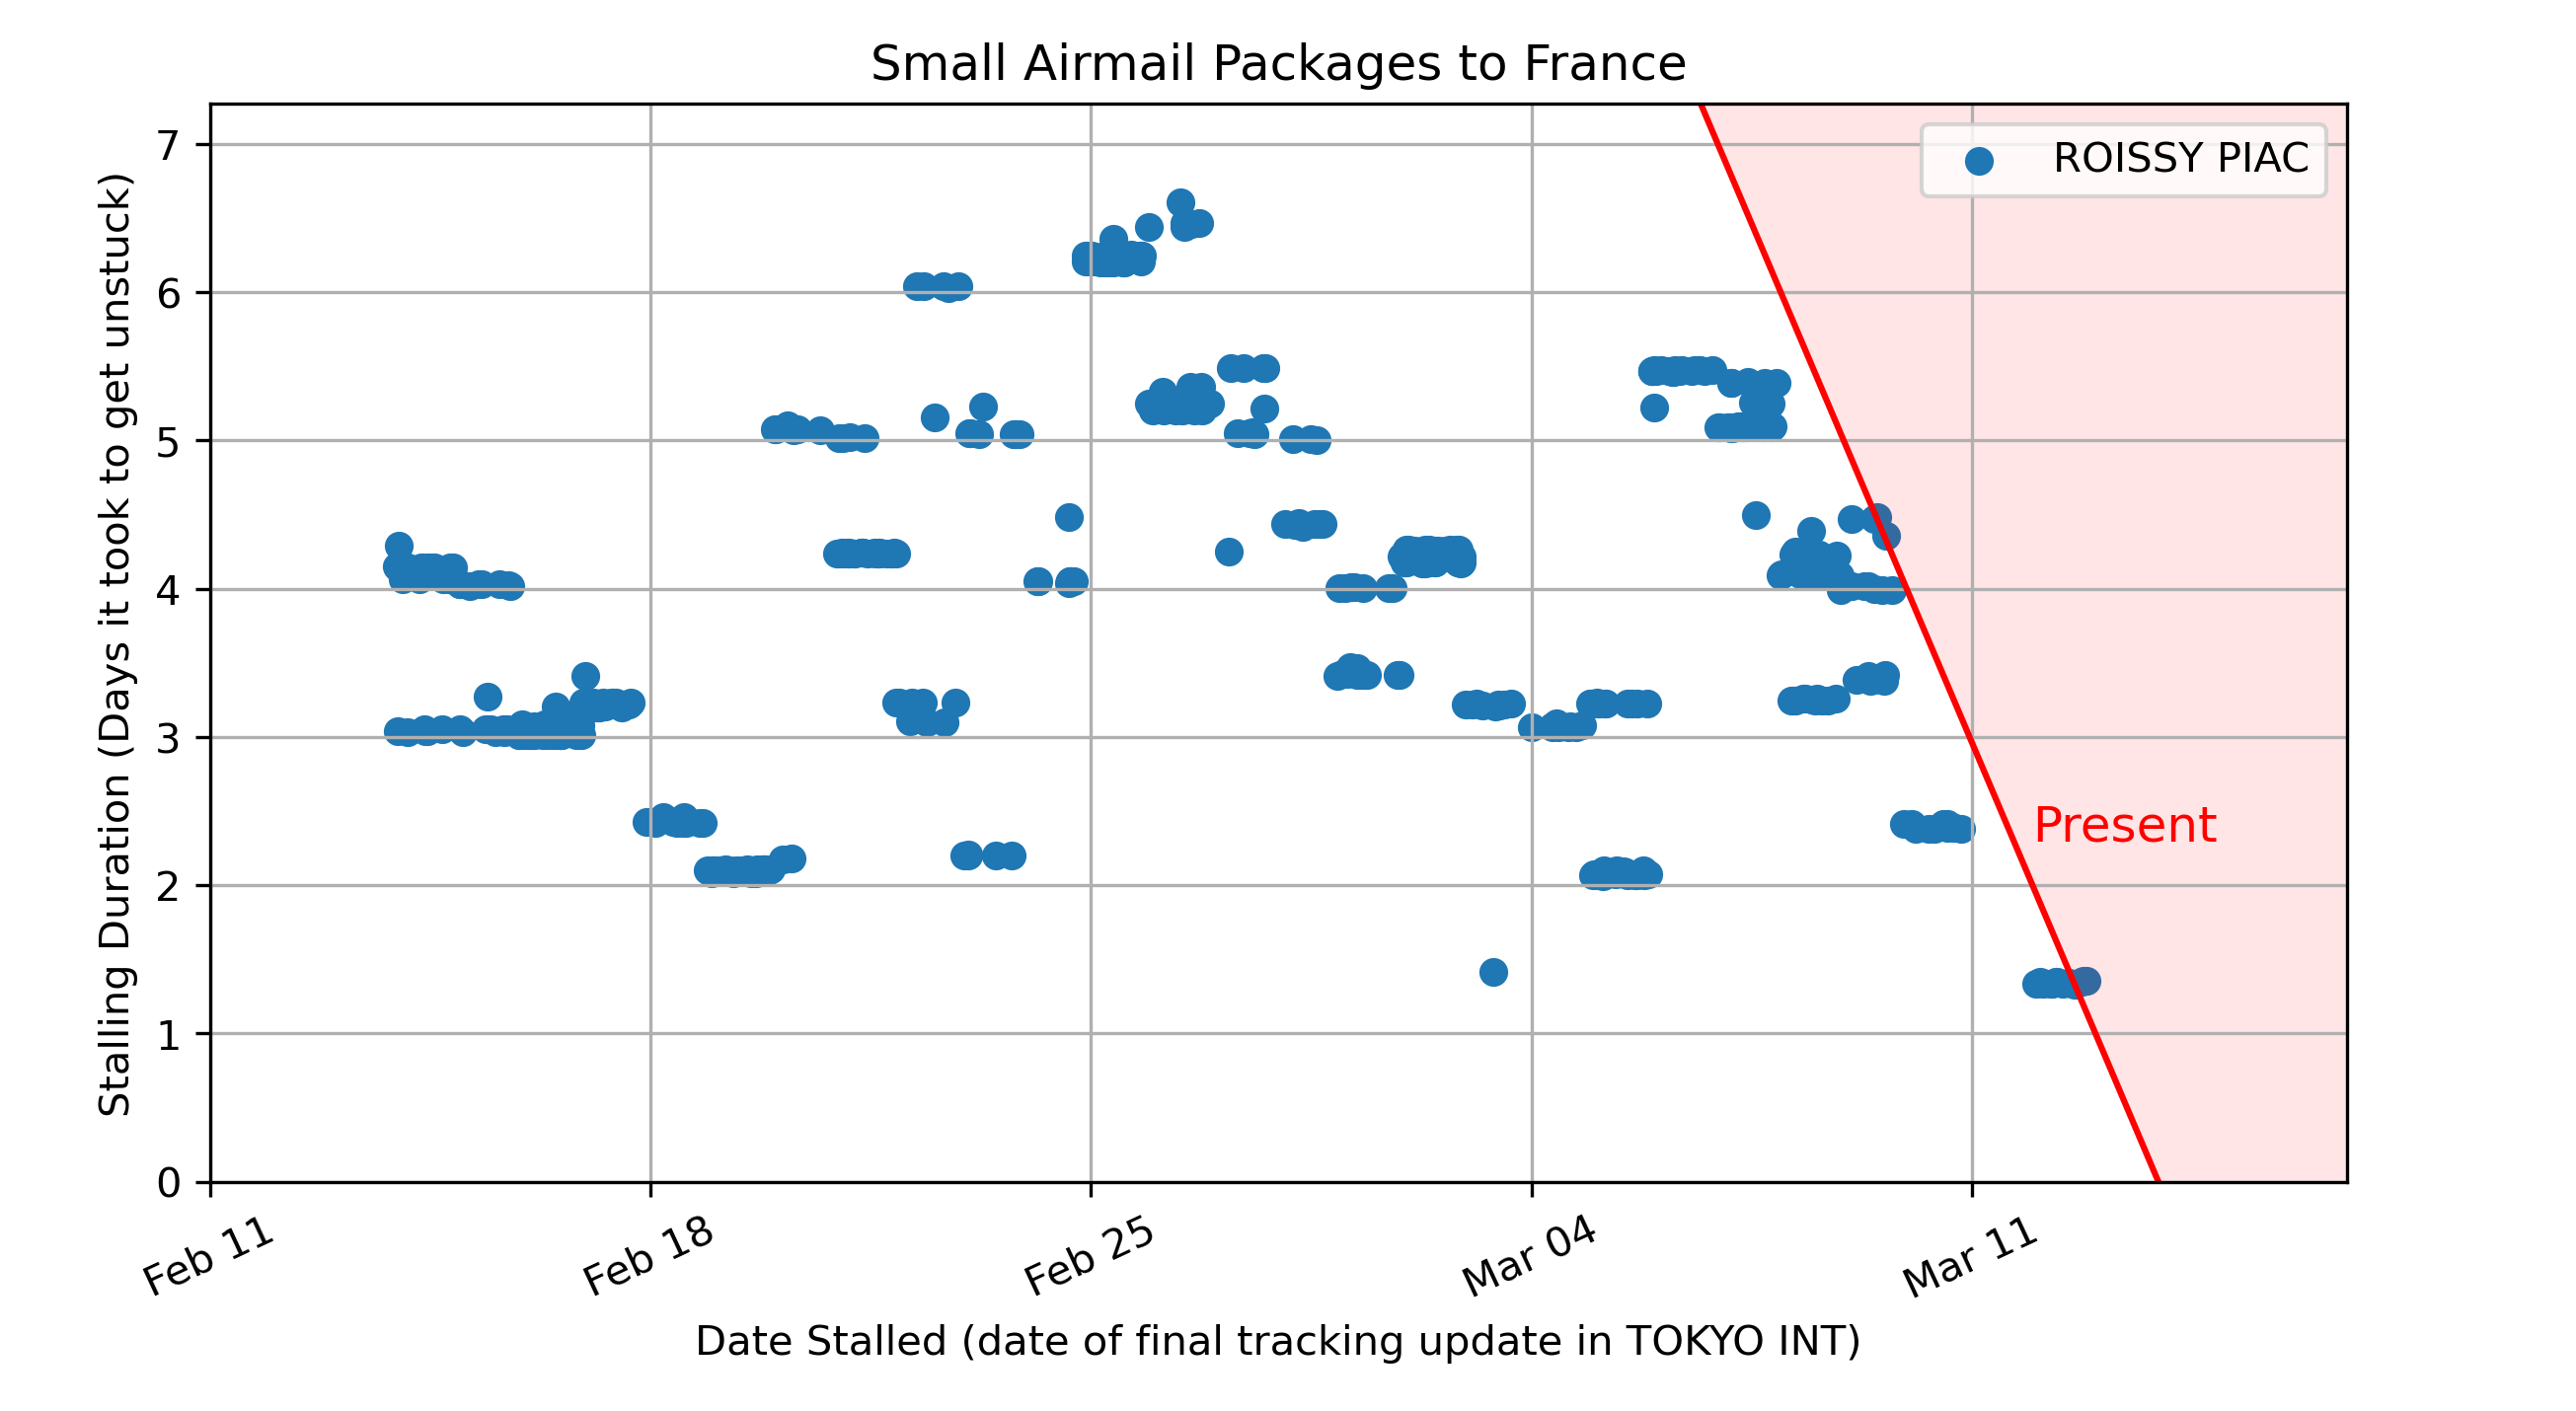 Small Airmail Packages to France
ROISSY PIAC
Stalling Duration (Days it took to get unstuck)
7
6
5
4
3
2
1
0
Present
Feb 11
Feb 18
Feb 25
Mar 04
Mar 11
Date Stalled (date of final tracking update in TOKYO INT)